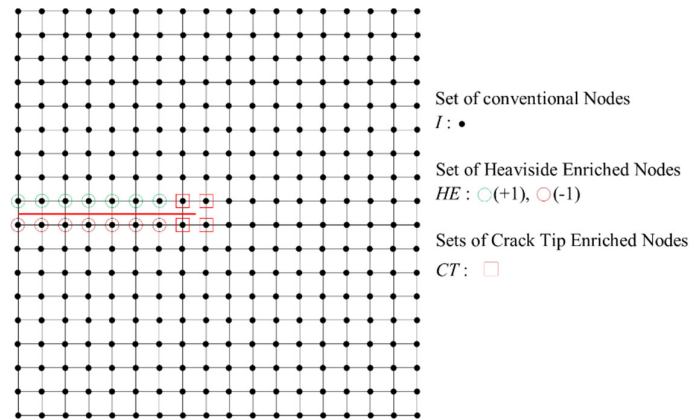 Set of conventional Nodes
I : •
Set of Heaviside Enriched Nodes
HE : ○(+1), ○(-1)
Sets of Crack Tip Enriched Nodes
CT : □